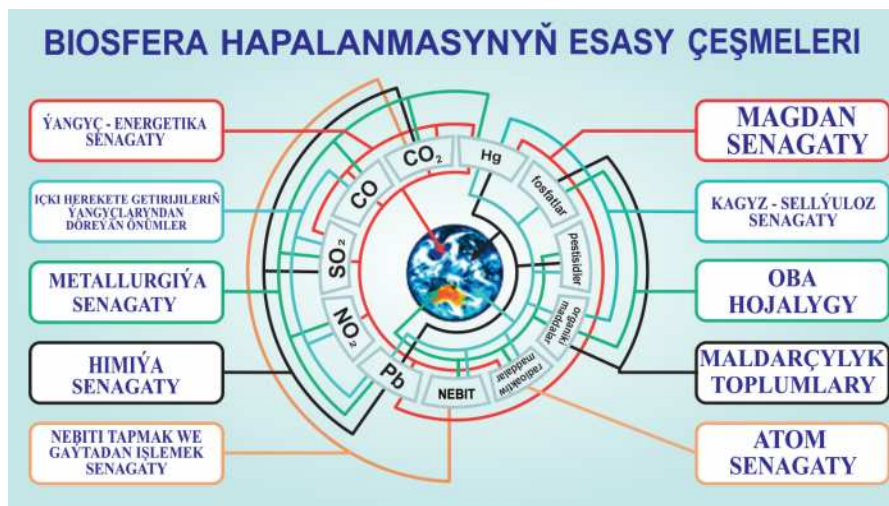 BIOSFERA HAPALANMASYNYŇ ESASY ÇEŞMELERI
ÝANGYÇ - ENERGETIKA
SENAGATY
IÇKI HEREKETE GETIRIJILERIŇ
ÝANGYÇLARYNDAN
DÖREÝÄN ÖNÜMLER
METALLURGIÝA
SENAGATY
HIMIÝA
SENAGATY
NEBITI TAPMAK WE
GAÝTADAN IŞLEMEK
SENAGATY
CO₂
Hg
fosfatlar
pestisidler
organiki
maddalar
radioaktiw
maddalar
NEBIT
Pb
NO₂
SO₂
CO
MAGDAN
SENAGATY
KAGYZ - SELLÝULOZ
SENAGATY
OBA
HOJALYGY
MALDARÇYLYK
TOPLUMLARY
ATOM
SENAGATY